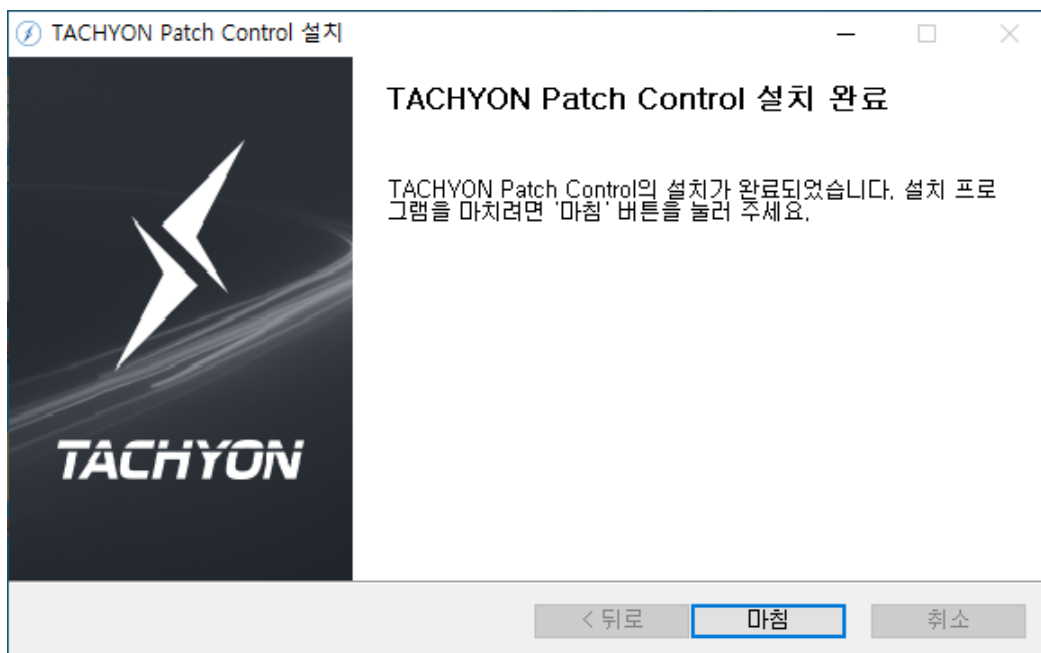 TACHYON Patch Control 설치
TACHYON Patch Control 설치 완료
TACHYON Patch Control의 설치가 완료되었습니다. 설치 프로
그램을 마치려면 '마침' 버튼을 눌러 주세요.
TACHYON
< 뒤로
마침
취소